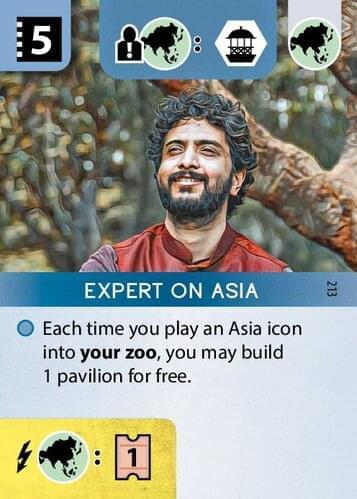 5
!
:
EXPERT ON ASIA
213
Each time you play an Asia icon
into your zoo, you may build
1 pavilion for free.
: 1